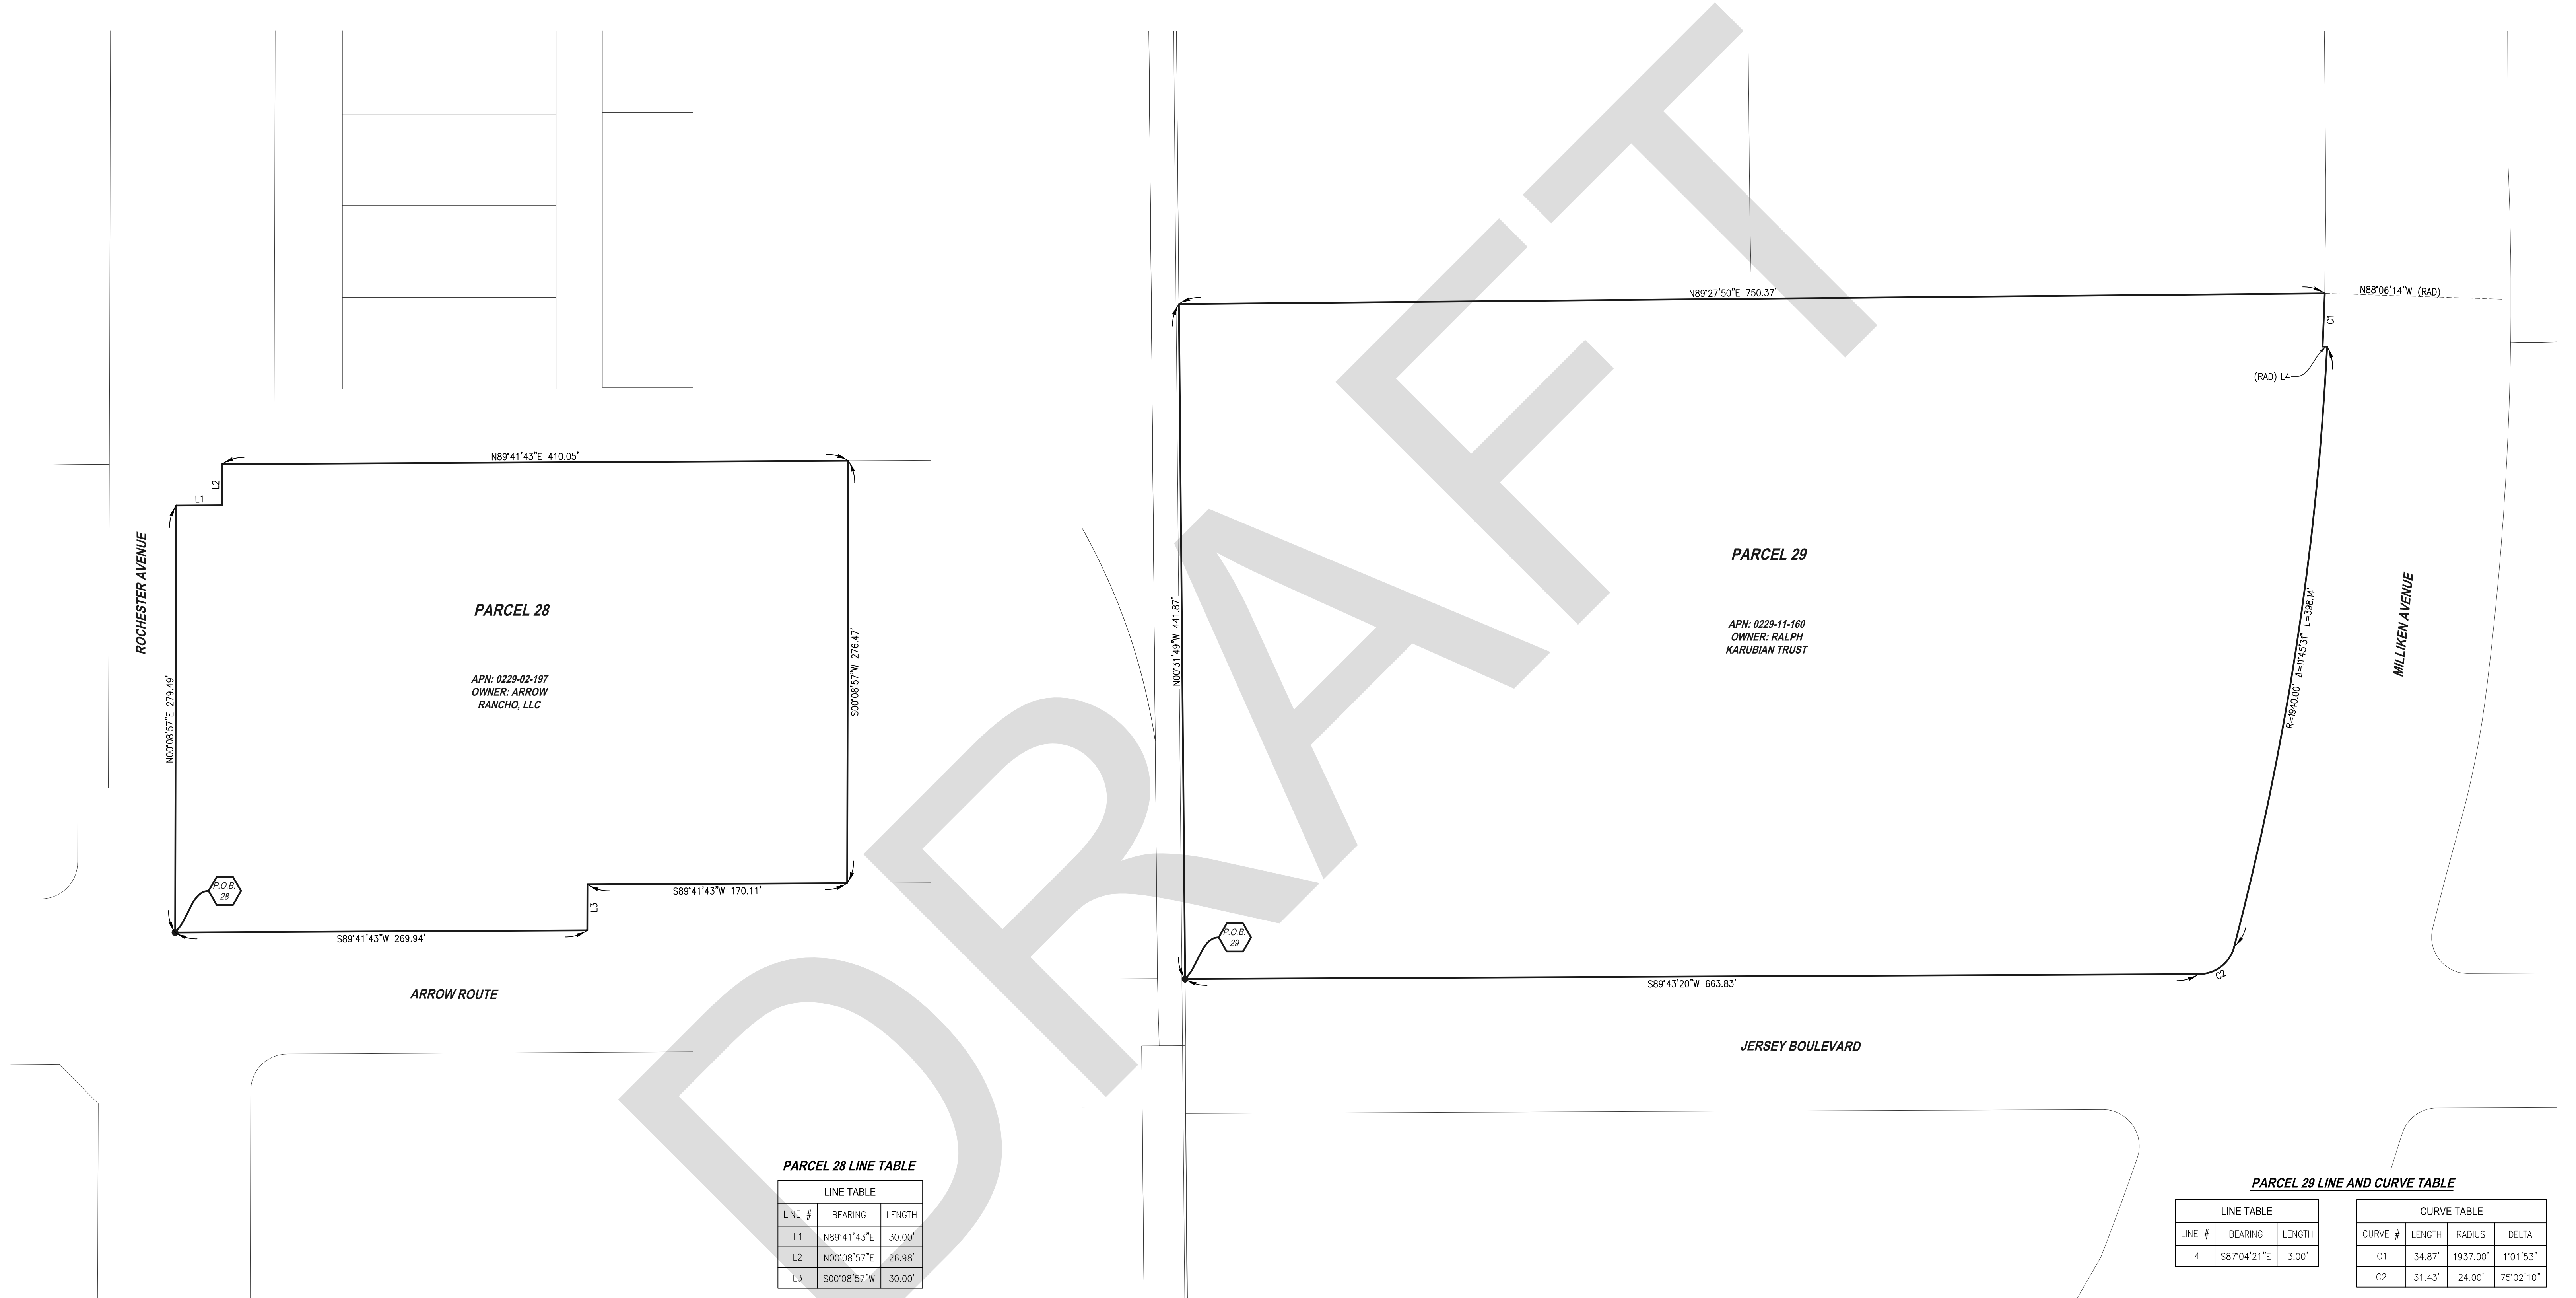 DRAFT
N89°41'43"E 410.05'
L2
L1
ROCHESTER AVENUE
N00°08'57"E 279.49'
PARCEL 28
APN: 0229-02-197
OWNER: ARROW
RANCHO, LLC
S00°08'57"W 276.47'
P.O.B.
28
S89°41'43"W 170.11'
L3
S89°41'43"W 269.94'
ARROW ROUTE
N89°27'50"E 750.37'
N88°06'14"W (RAD)
C1
(RAD) L4
N00°31'49"W 441.87'
PARCEL 29
APN: 0229-11-160
OWNER: RALPH
KARUBIAN TRUST
R=1940.00' Δ=11°45'31" L=398.14'
MILLIKEN AVENUE
P.O.B.
29
S89°43'20"W 663.83'
C2
JERSEY BOULEVARD
PARCEL 28 LINE TABLE
LINE TABLE
LINE # BEARING LENGTH
L1 N89°41'43"E 30.00'
L2 N00°08'57"E 26.98'
L3 S00°08'57"W 30.00'
PARCEL 29 LINE AND CURVE TABLE
LINE TABLE
LINE # BEARING LENGTH
L4 S87°04'21"E 3.00'
CURVE TABLE
CURVE # LENGTH RADIUS DELTA
C1 34.87' 1937.00' 1°01'53"
C2 31.43' 24.00' 75°02'10"